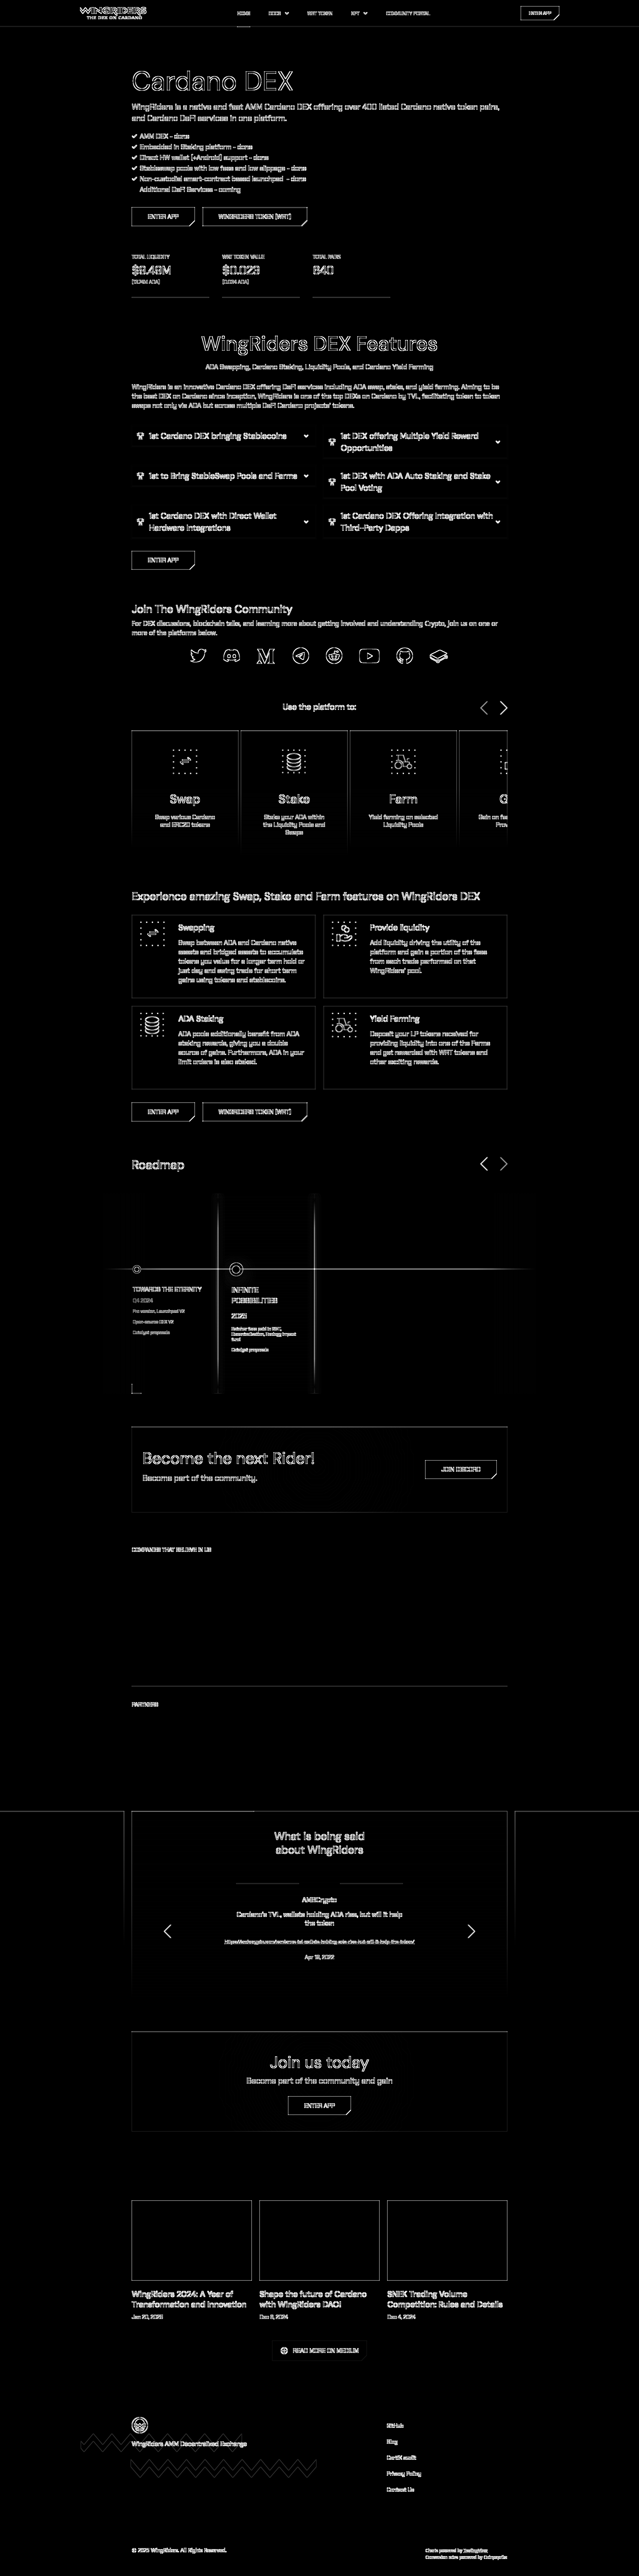 WINGRIDERS
THE DEX ON CARDANO
HOME
DOCS
WRT TOKEN
NFT
COMMUNITY PORTAL
ENTER APP
Cardano DEX
WingRiders is a native and fast AMM Cardano DEX offering over 400 listed Cardano native token pairs,
and Cardano DeFi services in one platform.
AMM DEX - done
Embedded in Staking platform - done
Direct HW wallet (+Android) support - done
Stableswap pools with low fees and low slippage - done
Non-custodial smart-contract based launchpad - done
Additional DeFi Services - coming
ENTER APP
WINGRIDERS TOKEN (WRT)
TOTAL LIQUIDITY
WRT TOKEN VALUE
TOTAL PAIRS
$0.023
840
WingRiders DEX Features
ADA Swapping, Cardano Staking, Liquidity Pools, and Cardano Yield Farming
WingRiders is an innovative Cardano DEX offering DeFi services including ADA swap, stake, and yield farming. Aiming to be
the best DEX on Cardano since inception, WingRiders is one of the top DEXs on Cardano by TVL, facilitating token to token
swaps not only via ADA but across multiple DeFi Cardano projects' tokens.
1st Cardano DEX bringing Stablecoins
1st DEX offering Multiple Yield Reward
Opportunities
1st to Bring StableSwap Pools and Farms
1st DEX with ADA Auto Staking and Stake
Pool Voting
1st Cardano DEX with Direct Wallet
Hardware Integrations
1st Cardano DEX Offering Integration with
Third-Party Dapps
ENTER APP
Join The WingRiders Community
For DEX discussions, blockchain talks, and learning more about getting involved and understanding Crypto, join us on one or
more of the platforms below.
Use the platform to:
Swap
Swap various Cardano
and ERC20 tokens
Stake
Stake your ADA within
the Liquidity Pools and
Swaps
Farm
Yield farming on selected
Liquidity Pools
Experience amazing Swap, Stake and Farm features on WingRiders DEX
Swapping
Swap between ADA and Cardano native
assets and bridged assets to accumulate
tokens you value for a longer term hold or
just day and swing trade for short term
gains using tokens and stablecoins.
Provide liquidity
Add liquidity driving the utility of the
platform and gain a portion of the fees
from each trade performed on that
WingRiders' pool.
ADA Staking
ADA pools additionally benefit from ADA
staking rewards, giving you a double
source of gains. Furthermore, ADA in your
limit orders is also staked.
Yield Farming
Deposit your LP tokens received for
providing liquidity into one of the Farms
and get rewarded with WRT tokens and
other exciting rewards.
ENTER APP
WINGRIDERS TOKEN (WRT)
Roadmap
TOWARDS THE ETERNITY
Q4 2024
Open-source DEX V2
Catalyst proposals
INFINITE
POSSIBILITIES
2025
Catalyst proposals
Become the next Rider!
Become part of the community.
JOIN DISCORD
COMPANIES THAT BELIEVE IN US
PARTNERS
What is being said
about WingRiders
AMBCrypto
Cardano's TVL, wallets holding ADA rise, but will it help
the token
Apr 18, 2022
Join us today
Become part of the community and gain
ENTER APP
WingRiders 2024: A Year of
Transformation and Innovation
Jan 20, 2025
Shape the future of Cardano
with WingRiders DAO!
Dec 6, 2024
SNEK Trading Volume
Competition: Rules and Details
Dec 4, 2024
READ MORE ON MEDIUM
WingRiders AMM Decentralized Exchange
GitHub
Blog
CertiK audit
Privacy Policy
Contact Us
© 2025 WingRiders. All Rights Reserved.
Charts powered by TradingView
Conversion rates powered by Coinpaprika